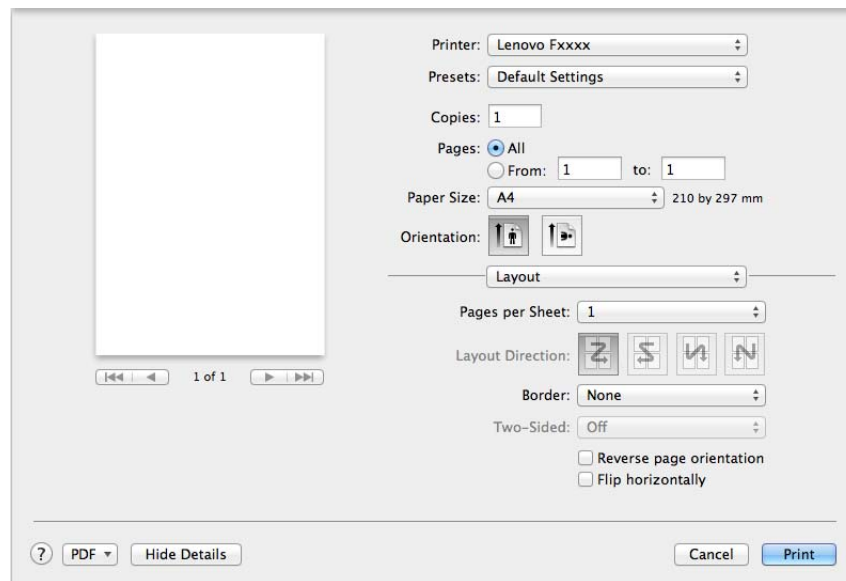 Printer: Lenovo Fxxxx
Presets: Default Settings
Copies: 1
Pages: All
From: 1 to: 1
Paper Size: A4 210 by 297 mm
Orientation:
Layout
Pages per Sheet: 1
Layout Direction:
Border: None
Two-Sided: Off
Reverse page orientation
Flip horizontally
1 of 1
? PDF Hide Details Cancel Print